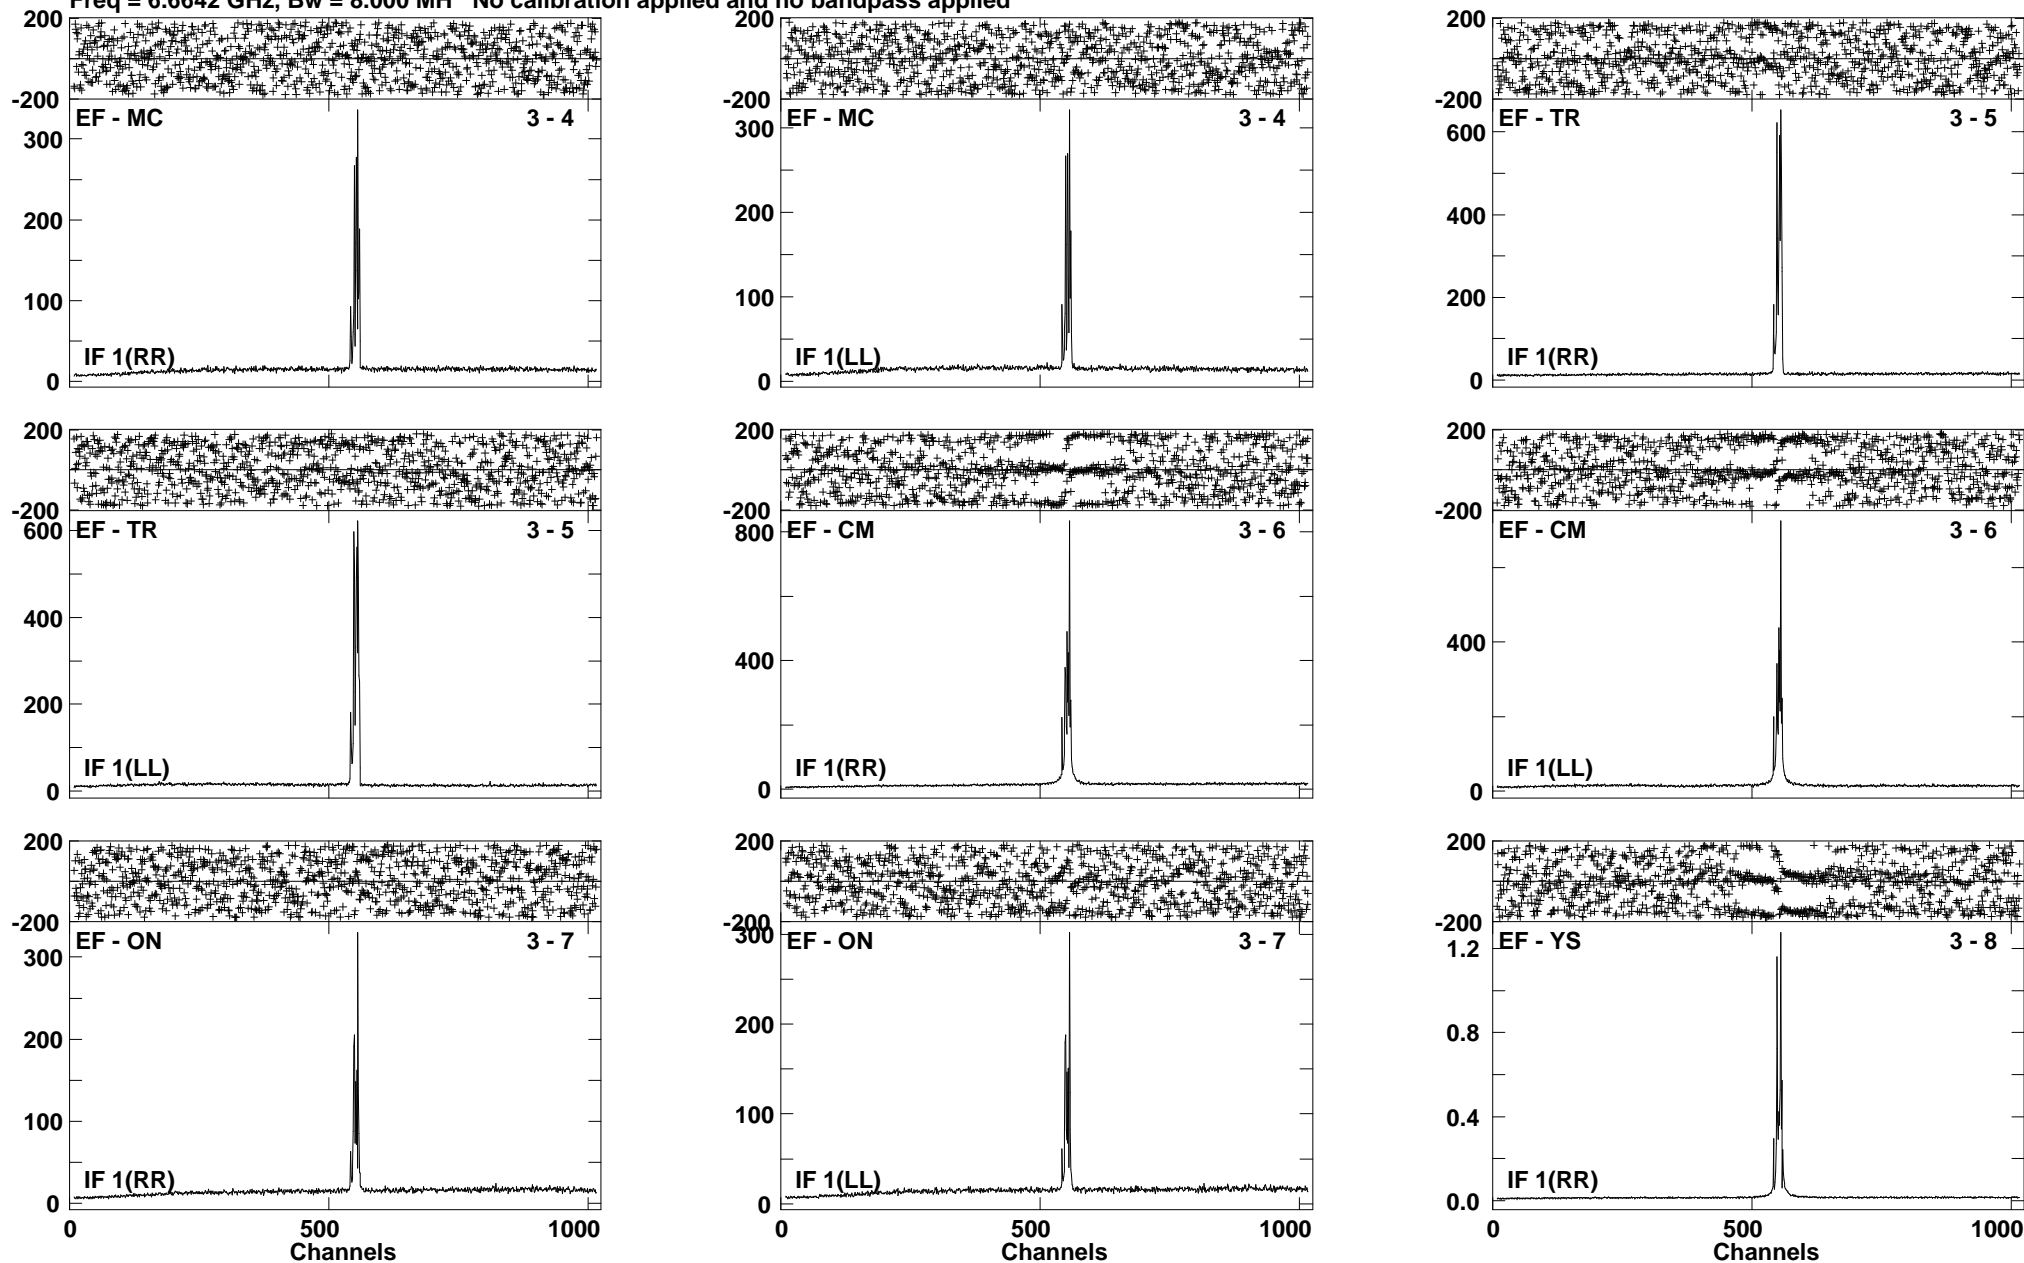 Freq = 6.6642 GHz, Bw = 8.000 MH No calibration applied and no bandpass applied
200
-200
EF - MC 3 - 4
300
200
100
0
IF 1(RR)
200
-200
EF - MC 3 - 4
300
200
100
0
IF 1(LL)
200
-200
EF - TR 3 - 5
600
400
200
0
IF 1(RR)
200
-200
EF - TR 3 - 5
600
400
200
0
IF 1(LL)
200
-200
EF - CM 3 - 6
800
400
0
IF 1(RR)
200
-200
EF - CM 3 - 6
400
0
IF 1(LL)
200
-200
EF - ON 3 - 7
300
200
100
0
IF 1(RR)
0 500 1000
Channels
200
-200
EF - ON 3 - 7
300
200
100
0
IF 1(LL)
0 500 1000
Channels
200
-200
EF - YS 3 - 8
1.2
0.8
0.4
0.0
IF 1(RR)
0 500 1000
Channels